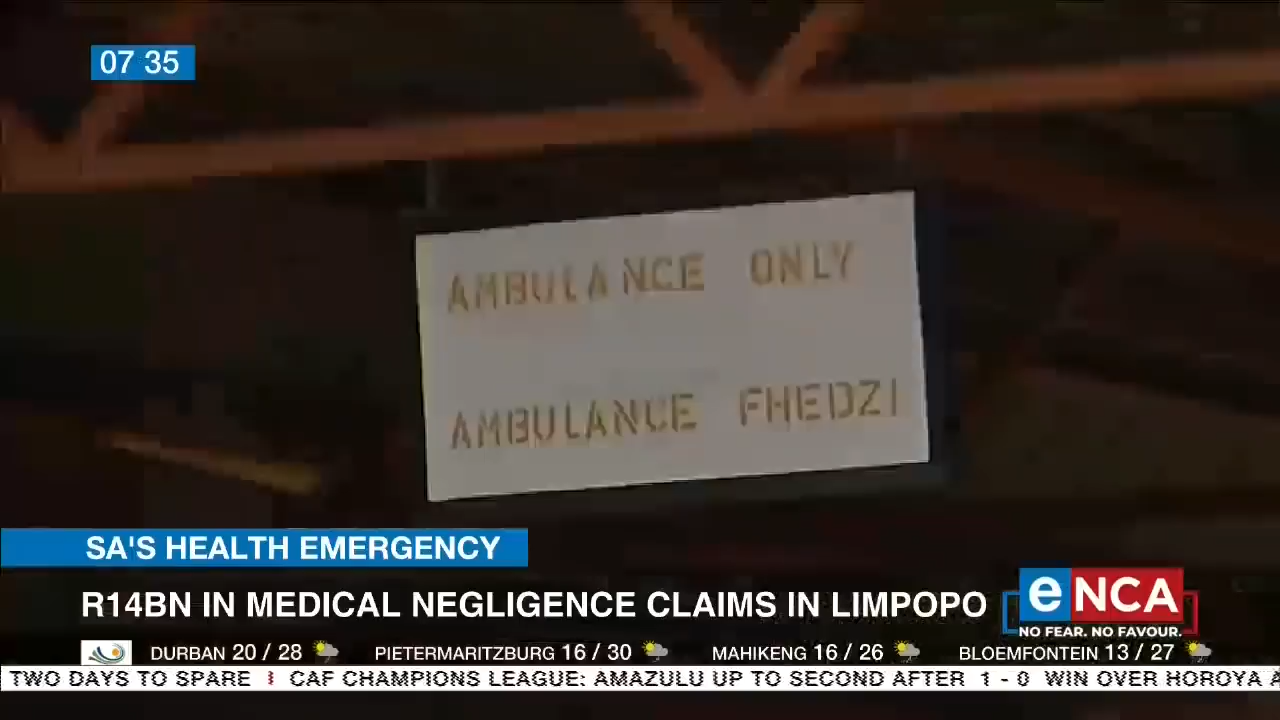 07 35
AMBULANCE ONLY
AMBULANCE FHEDZI
SA'S HEALTH EMERGENCY
R14BN IN MEDICAL NEGLIGENCE CLAIMS IN LIMPOPO
eNCA
NO FEAR. NO FAVOUR.
DURBAN 20 / 28 PIETERMARITZBURG 16 / 30 MAHIKENG 16 / 26 BLOEMFONTEIN 13 / 27
TWO DAYS TO SPARE CAF CHAMPIONS LEAGUE: AMAZULU UP TO SECOND AFTER 1 - 0 WIN OVER HOROYA